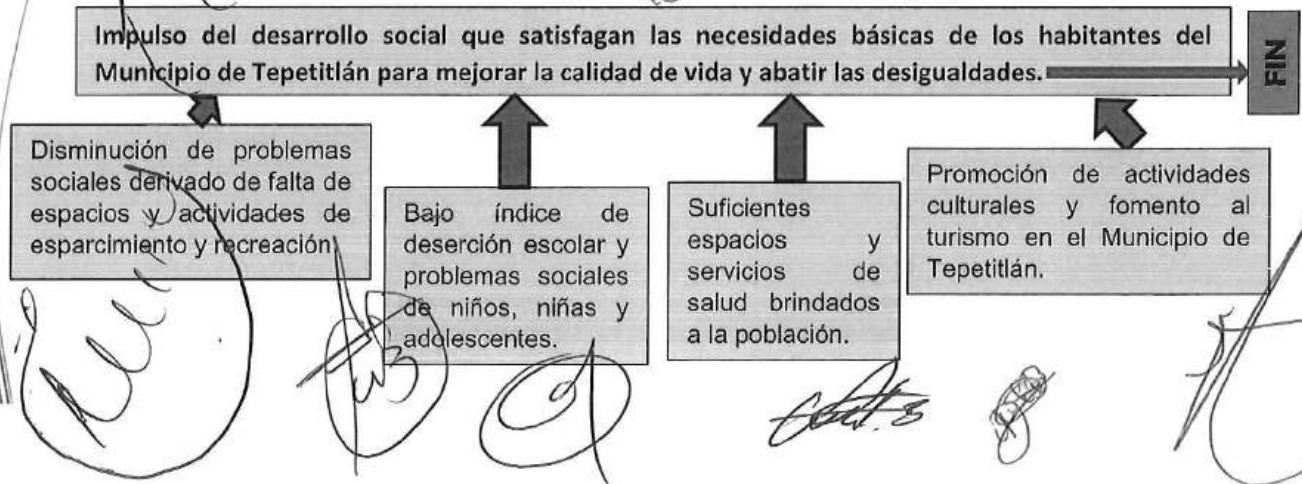 Impulso del desarrollo social que satisfagan las necesidades básicas de los habitantes del
Municipio de Tepetitlán para mejorar la calidad de vida y abatir las desigualdades.
FIN
Disminución de problemas
sociales derivado de falta de
espacios y actividades de
esparcimiento y recreación
Bajo índice de
deserción escolar y
problemas sociales
de niños, niñas y
adolescentes.
Suficientes
espacios y
servicios de
salud brindados
a la población.
Promoción de actividades
culturales y fomento al
turismo en el Municipio de
Tepetitlán.